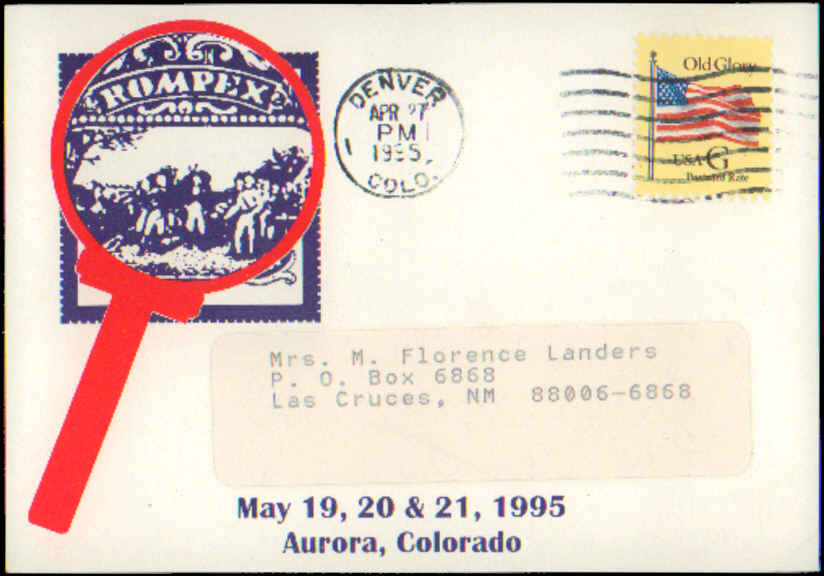 ROMPEX
DENVER
APR 27
PM
1995
COLO.
Old Glory
USA G
Postcard Rate
Mrs. M. Florence Landers
P. O. Box 6868
Las Cruces, NM 88006-6868
May 19, 20 & 21, 1995
Aurora, Colorado